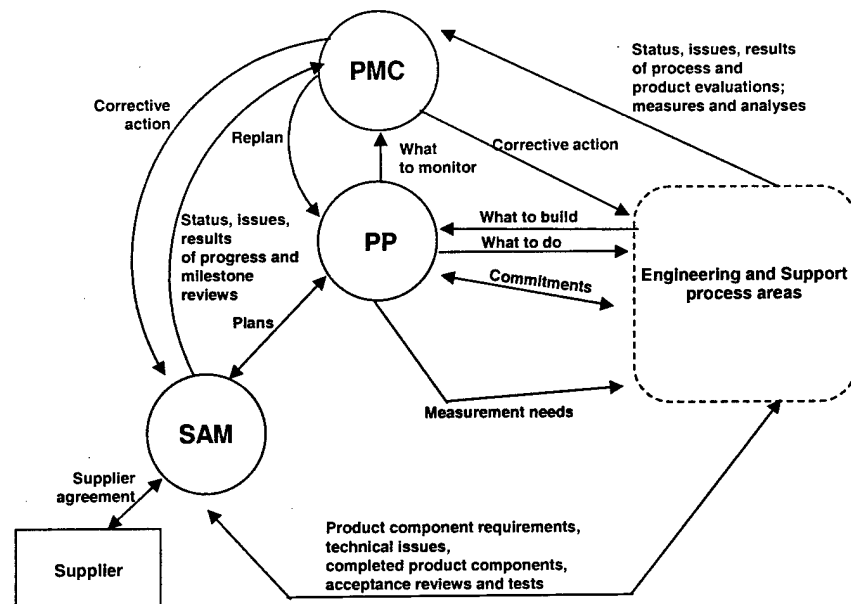 PMC
Status, issues, results
of process and
product evaluations;
measures and analyses
Corrective
action
Replan
What
to monitor
Corrective action
Status, issues,
results
of progress and
milestone
reviews
PP
What to build
What to do
Commitments
Engineering and Support
process areas
Plans
Measurement needs
SAM
Supplier
agreement
Supplier
Product component requirements,
technical issues,
completed product components,
acceptance reviews and tests